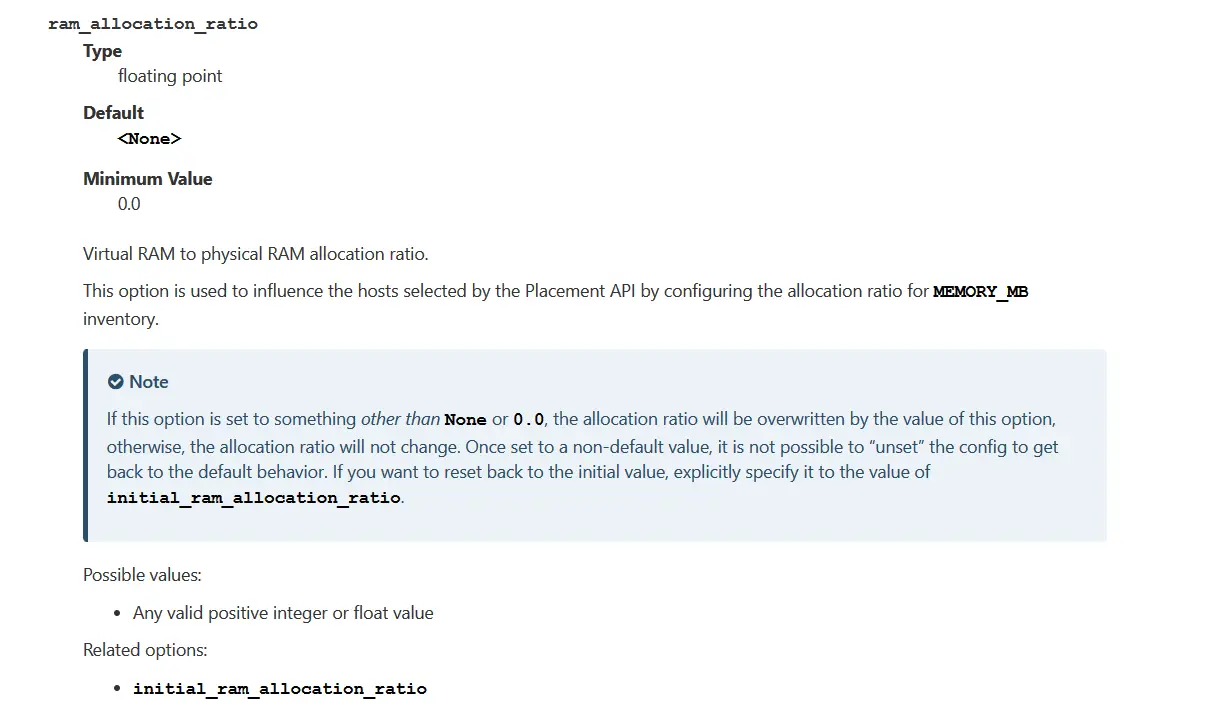 ram_allocation_ratio
Type
floating point
Default
<None>
Minimum Value
0.0
Virtual RAM to physical RAM allocation ratio.
This option is used to influence the hosts selected by the Placement API by configuring the allocation ratio for MEMORY_MB
inventory.
Note
If this option is set to something other than None or 0.0, the allocation ratio will be overwritten by the value of this option,
otherwise, the allocation ratio will not change. Once set to a non-default value, it is not possible to “unset” the config to get
back to the default behavior. If you want to reset back to the initial value, explicitly specify it to the value of
initial_ram_allocation_ratio.
Possible values:
• Any valid positive integer or float value
Related options:
• initial_ram_allocation_ratio